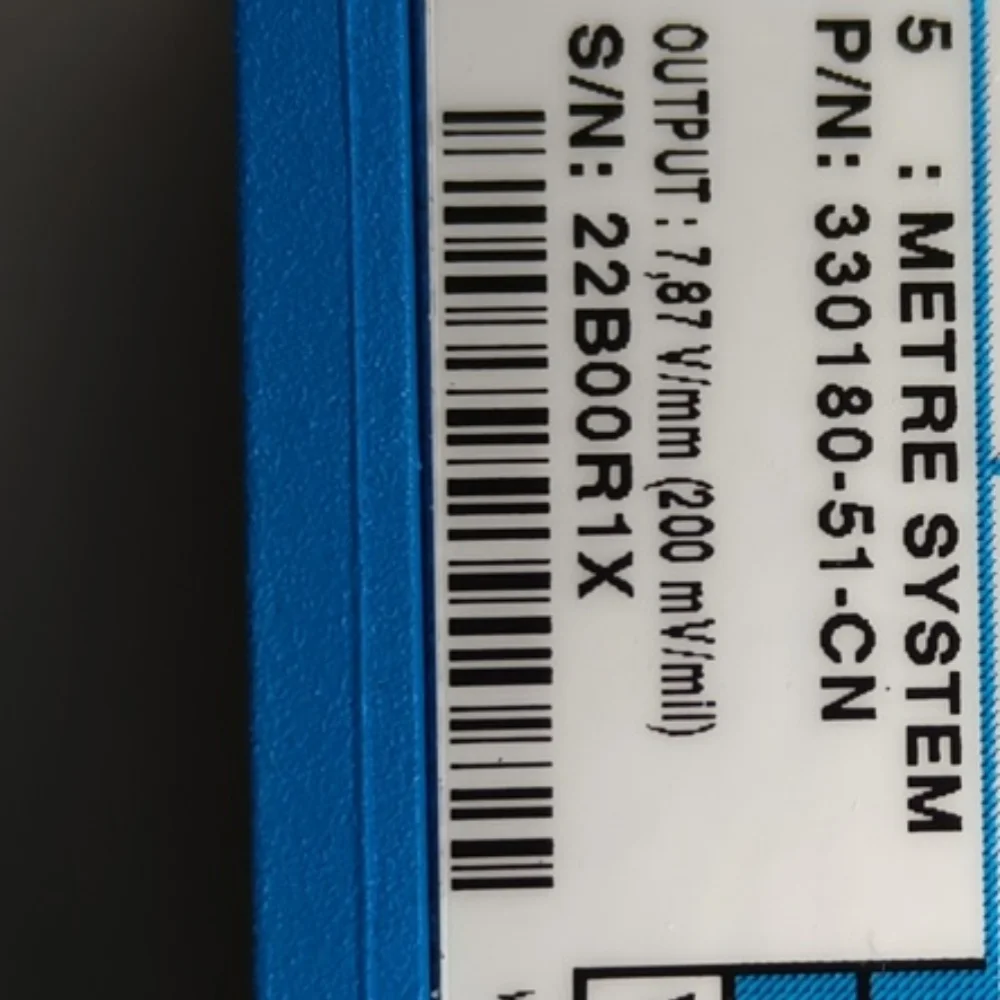 5 : METRE SYSTEM
P/N: 330180-51-CN
OUTPUT : 7,87 V/mm (200 mV/mil)
S/N: 22B00R1X